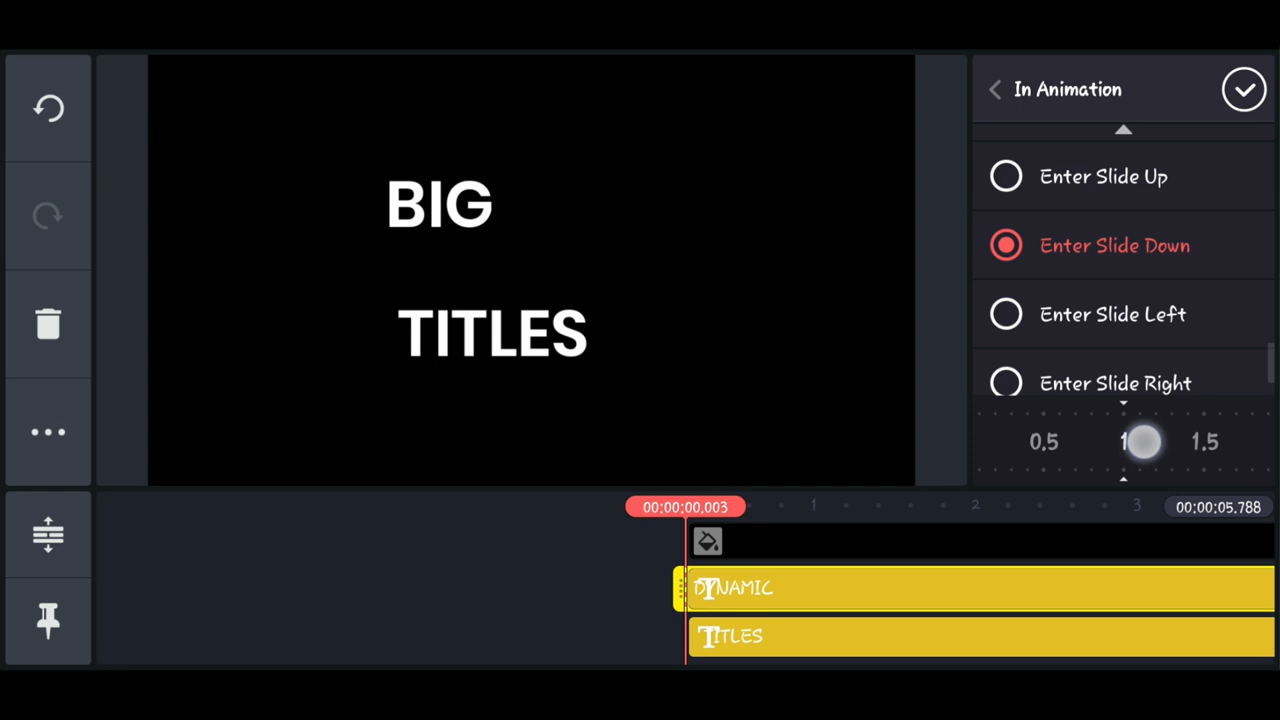 In Animation
BIG
TITLES
Enter Slide Up
Enter Slide Down
Enter Slide Left
Enter Slide Right
0.5
1
1.5
00:00:00.003
1
2
3
00:00:05.788
DYNAMIC
TITLES